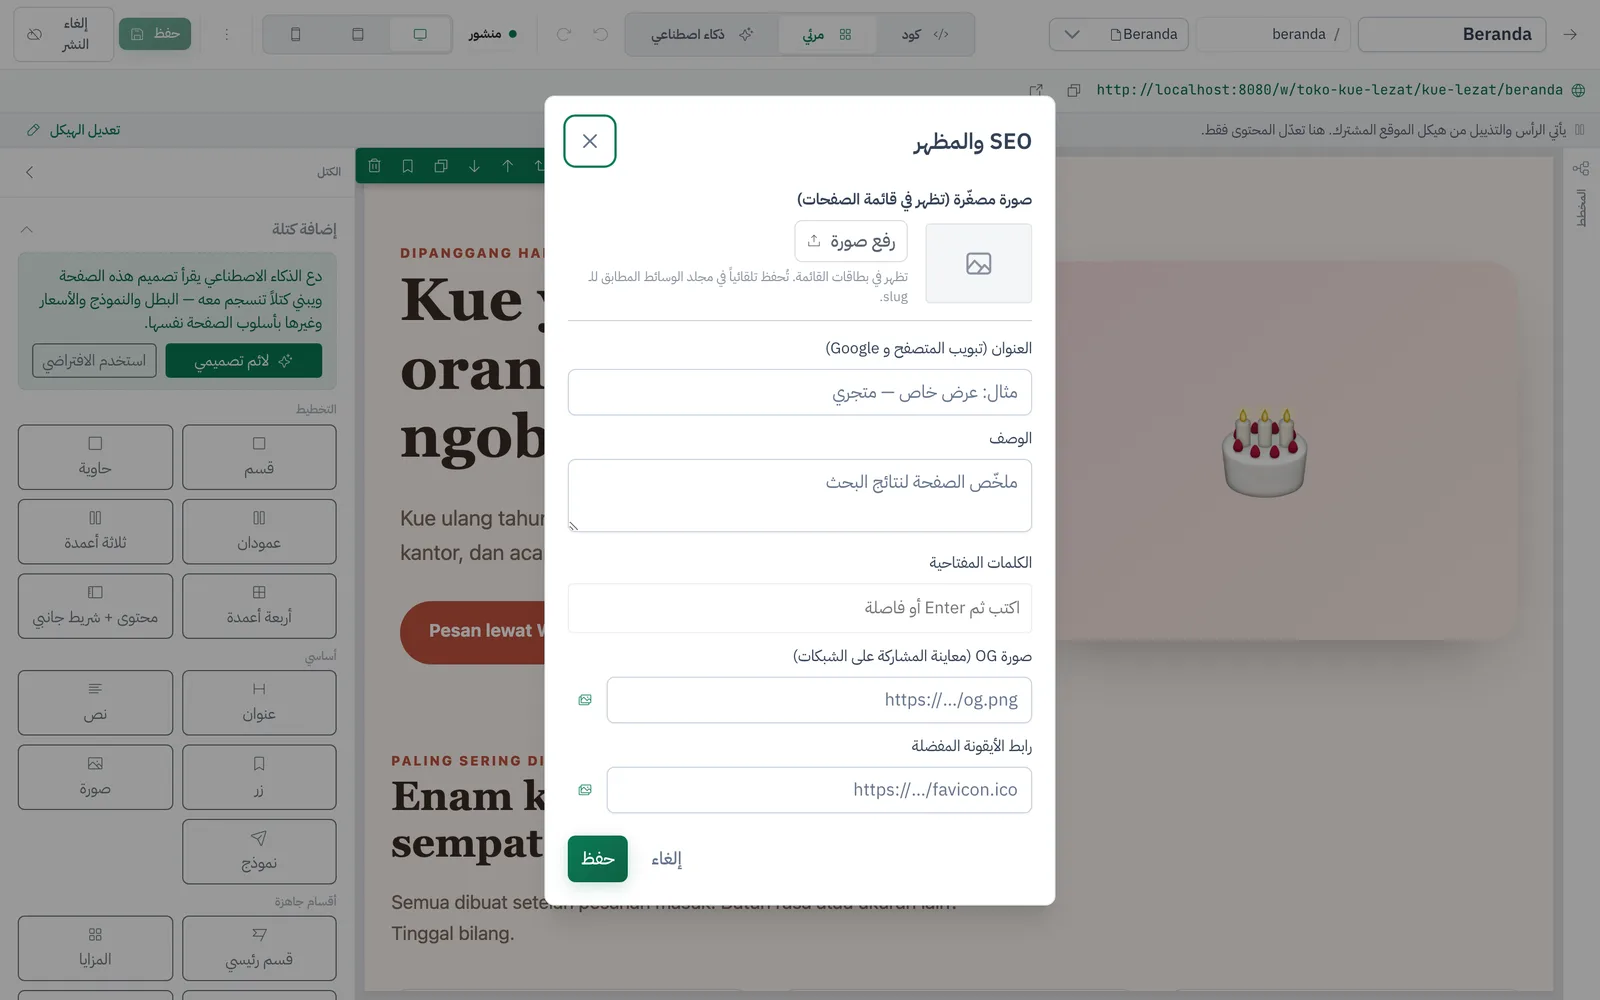 Beranda
/ beranda
Beranda
كود
مرئي
ذكاء اصطناعي
منشور
حفظ
إلغاء
النشر
http://localhost:8080/w/toko-kue-lezat/kue-lezat/beranda
يأتي الرأس والتذييل من هيكل الموقع المشترك. هنا تعدّل المحتوى فقط.
تعديل الهيكل
المخطط
الكتل
إضافة كتلة
دع الذكاء الاصطناعي يقرأ تصميم هذه الصفحة
ويبني كتلاً تنسجم معه — البطل والنموذج والأسعار
وغيرها بأسلوب الصفحة نفسها.
لائم تصميمي
استخدم الافتراضي
التخطيط
قسم
حاوية
عمودان
ثلاثة أعمدة
أربعة أعمدة
محتوى + شريط جانبي
أساسي
عنوان
نص
زر
صورة
نموذج
أقسام جاهزة
قسم رئيسي
المزايا
DIPANGGANG
Kue
oran
ngob
Kue ulang
kantor, dan
Pesan lewat
PALING SERING
Enam
sempat
Semua dibuat
Tinggal bilang.
SEO والمظهر
صورة مصغّرة (تظهر في قائمة الصفحات)
رفع صورة
تظهر في بطاقات القائمة. تُحفظ تلقائياً في مجلد الوسائط المطابق للـ
slug.
العنوان (تبويب المتصفح و Google)
مثال: عرض خاص — متجري
الوصف
ملخّص الصفحة لنتائج البحث
الكلمات المفتاحية
اكتب ثم Enter أو فاصلة
صورة OG (معاينة المشاركة على الشبكات)
https://.../og.png
رابط الأيقونة المفضلة
https://.../favicon.ico
إلغاء
حفظ